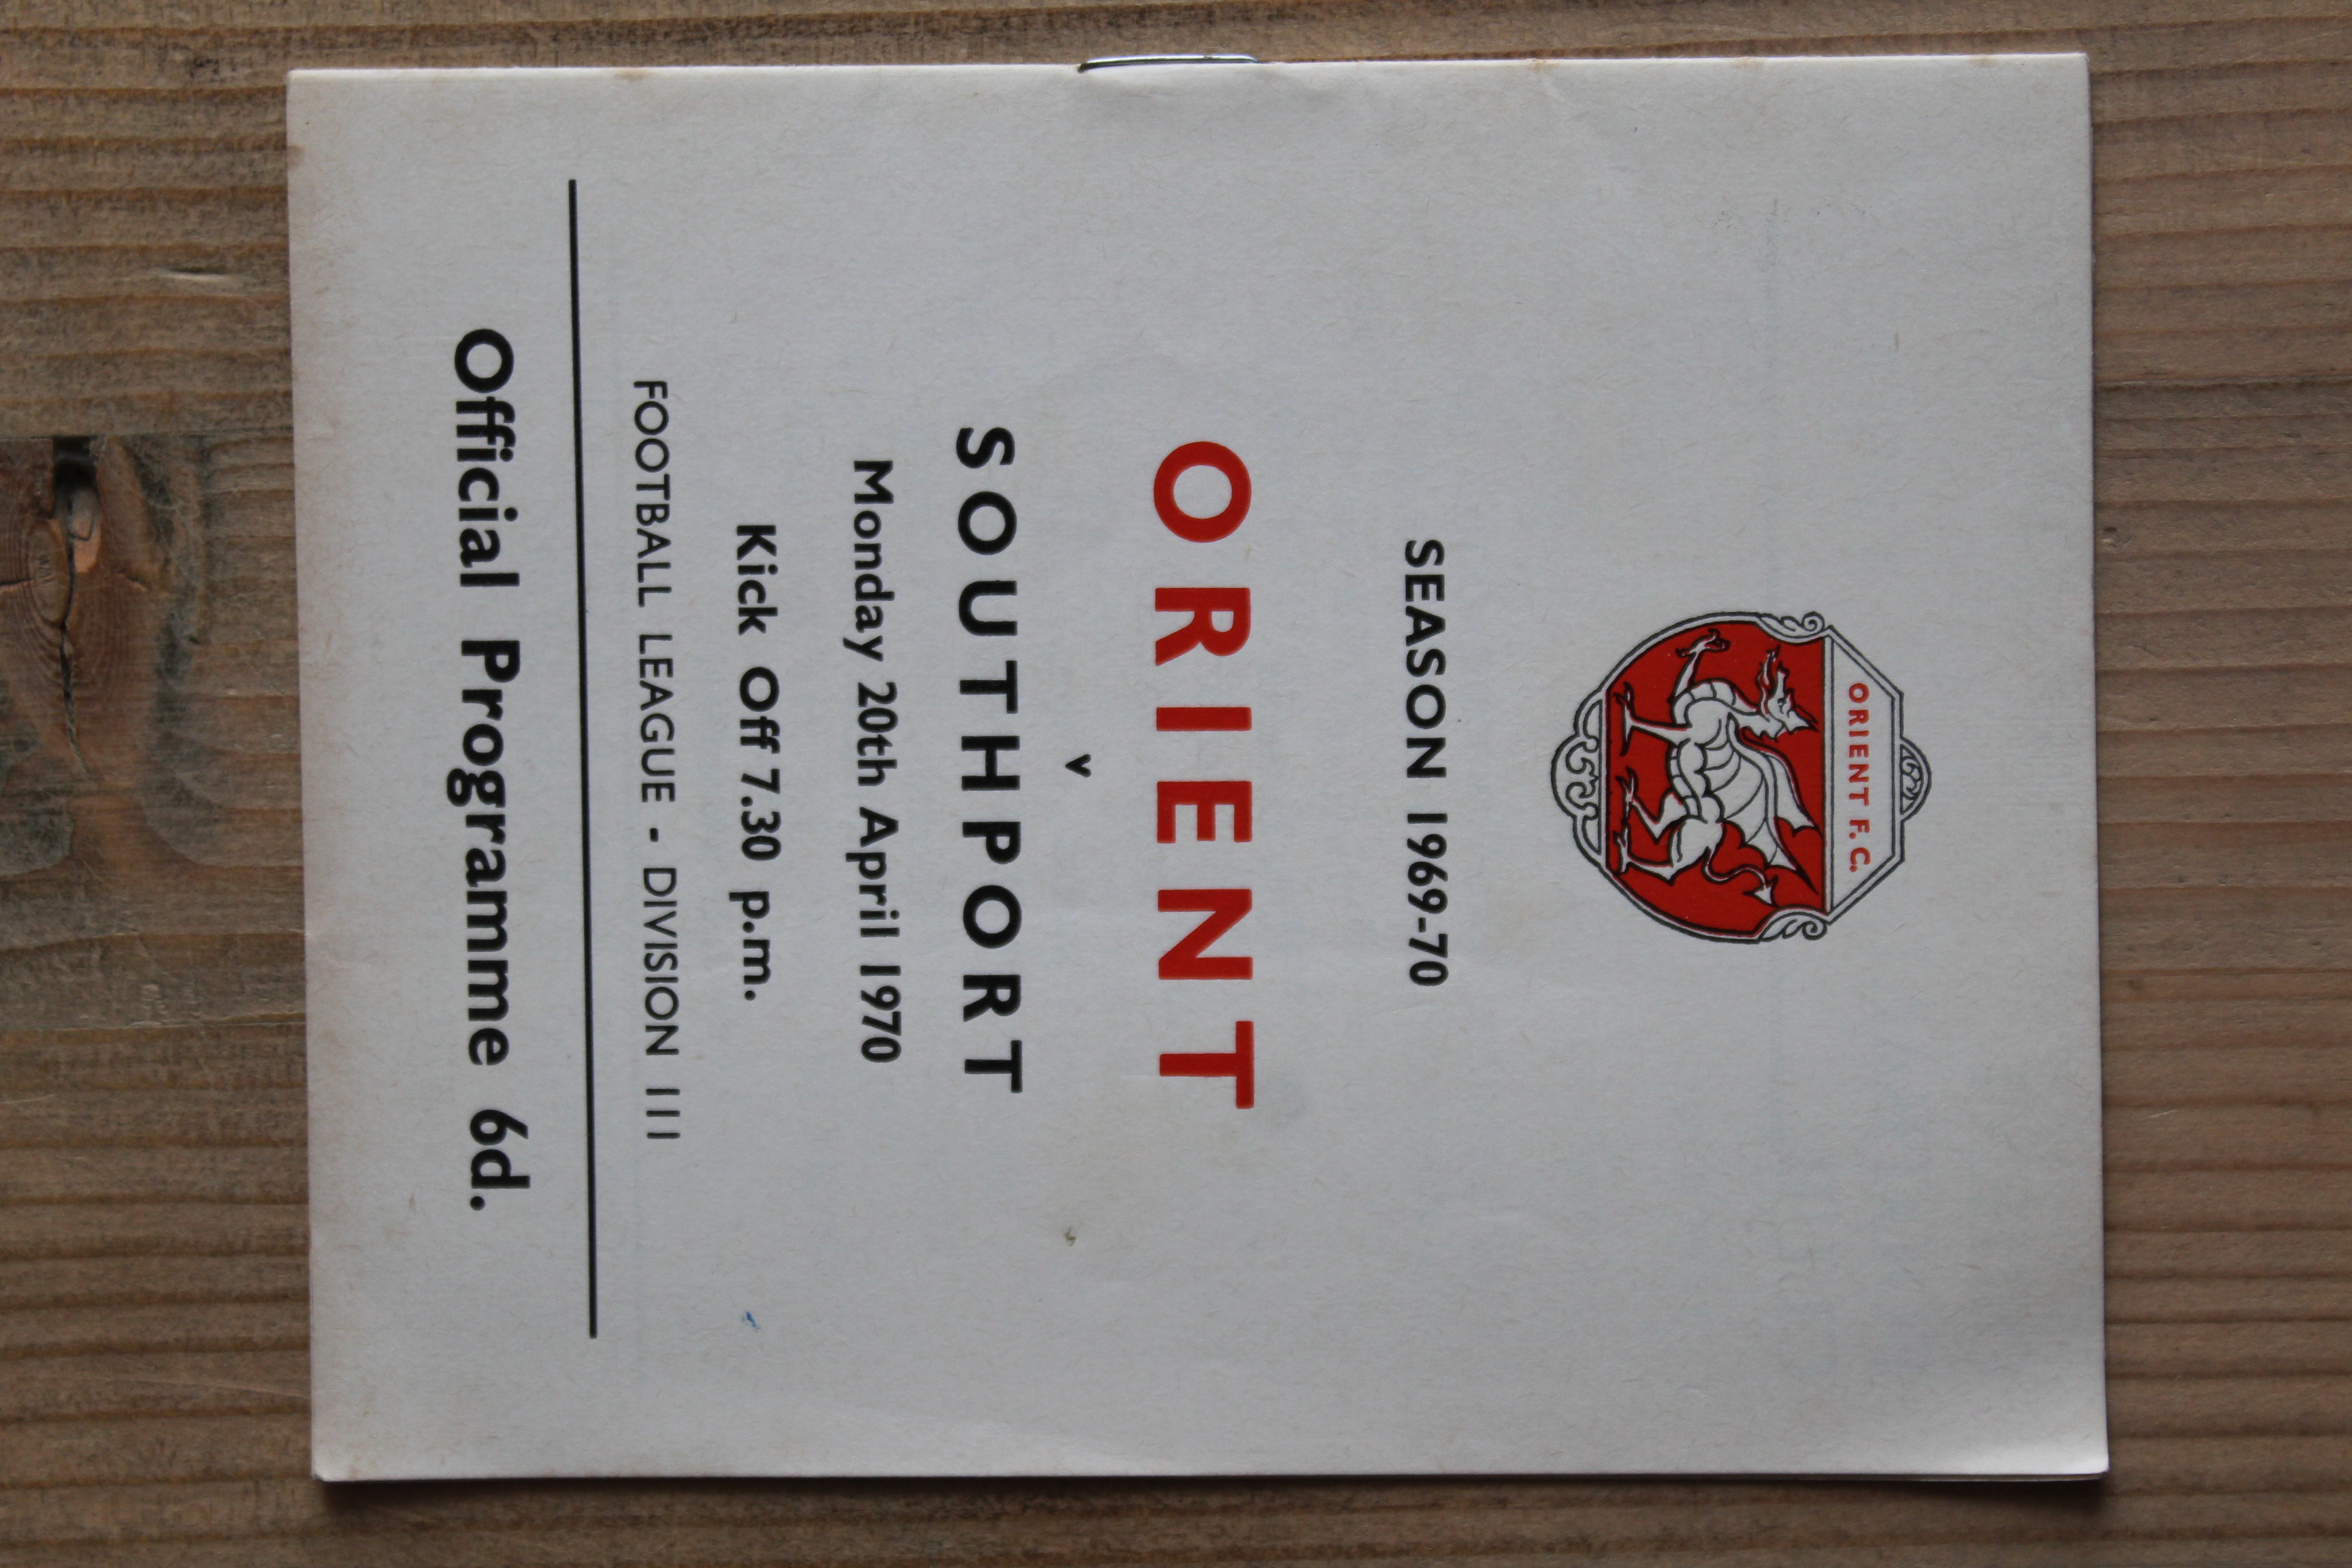 ORIENT F.C.
SEASON 1969-70
ORIENT
v
SOUTHPORT
Monday 20th April 1970
Kick Off 7.30 p.m.
FOOTBALL LEAGUE - DIVISION III
Official Programme 6d.